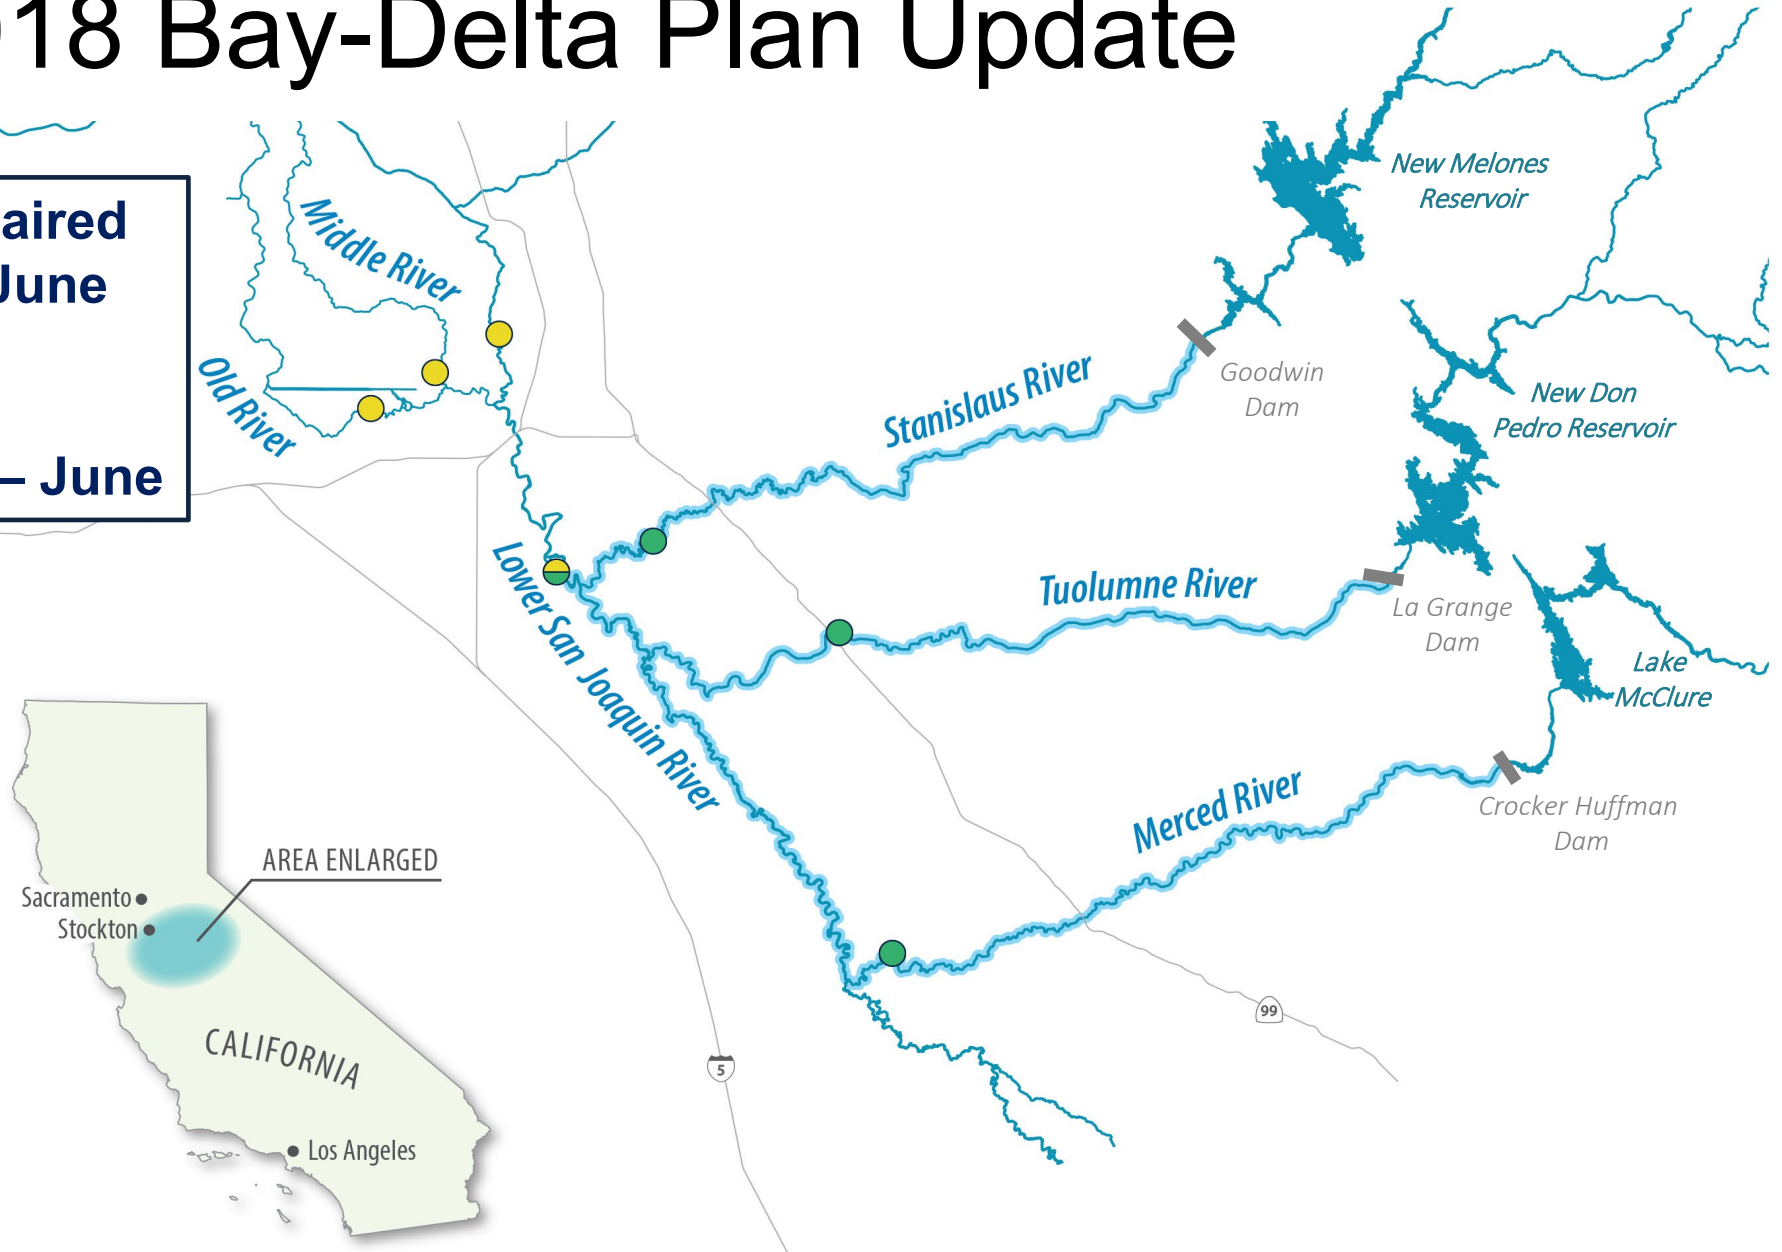 018 Bay-Delta Plan Update
aired
June
– June
New Melones
Reservoir
Middle River
Old River
Goodwin
Dam
Stanislaus River
New Don
Pedro Reservoir
Lower San Joaquin River
Tuolumne River
La Grange
Dam
Lake
McClure
Merced River
Crocker Huffman
Dam
AREA ENLARGED
Sacramento
Stockton
CALIFORNIA
Los Angeles
99
5